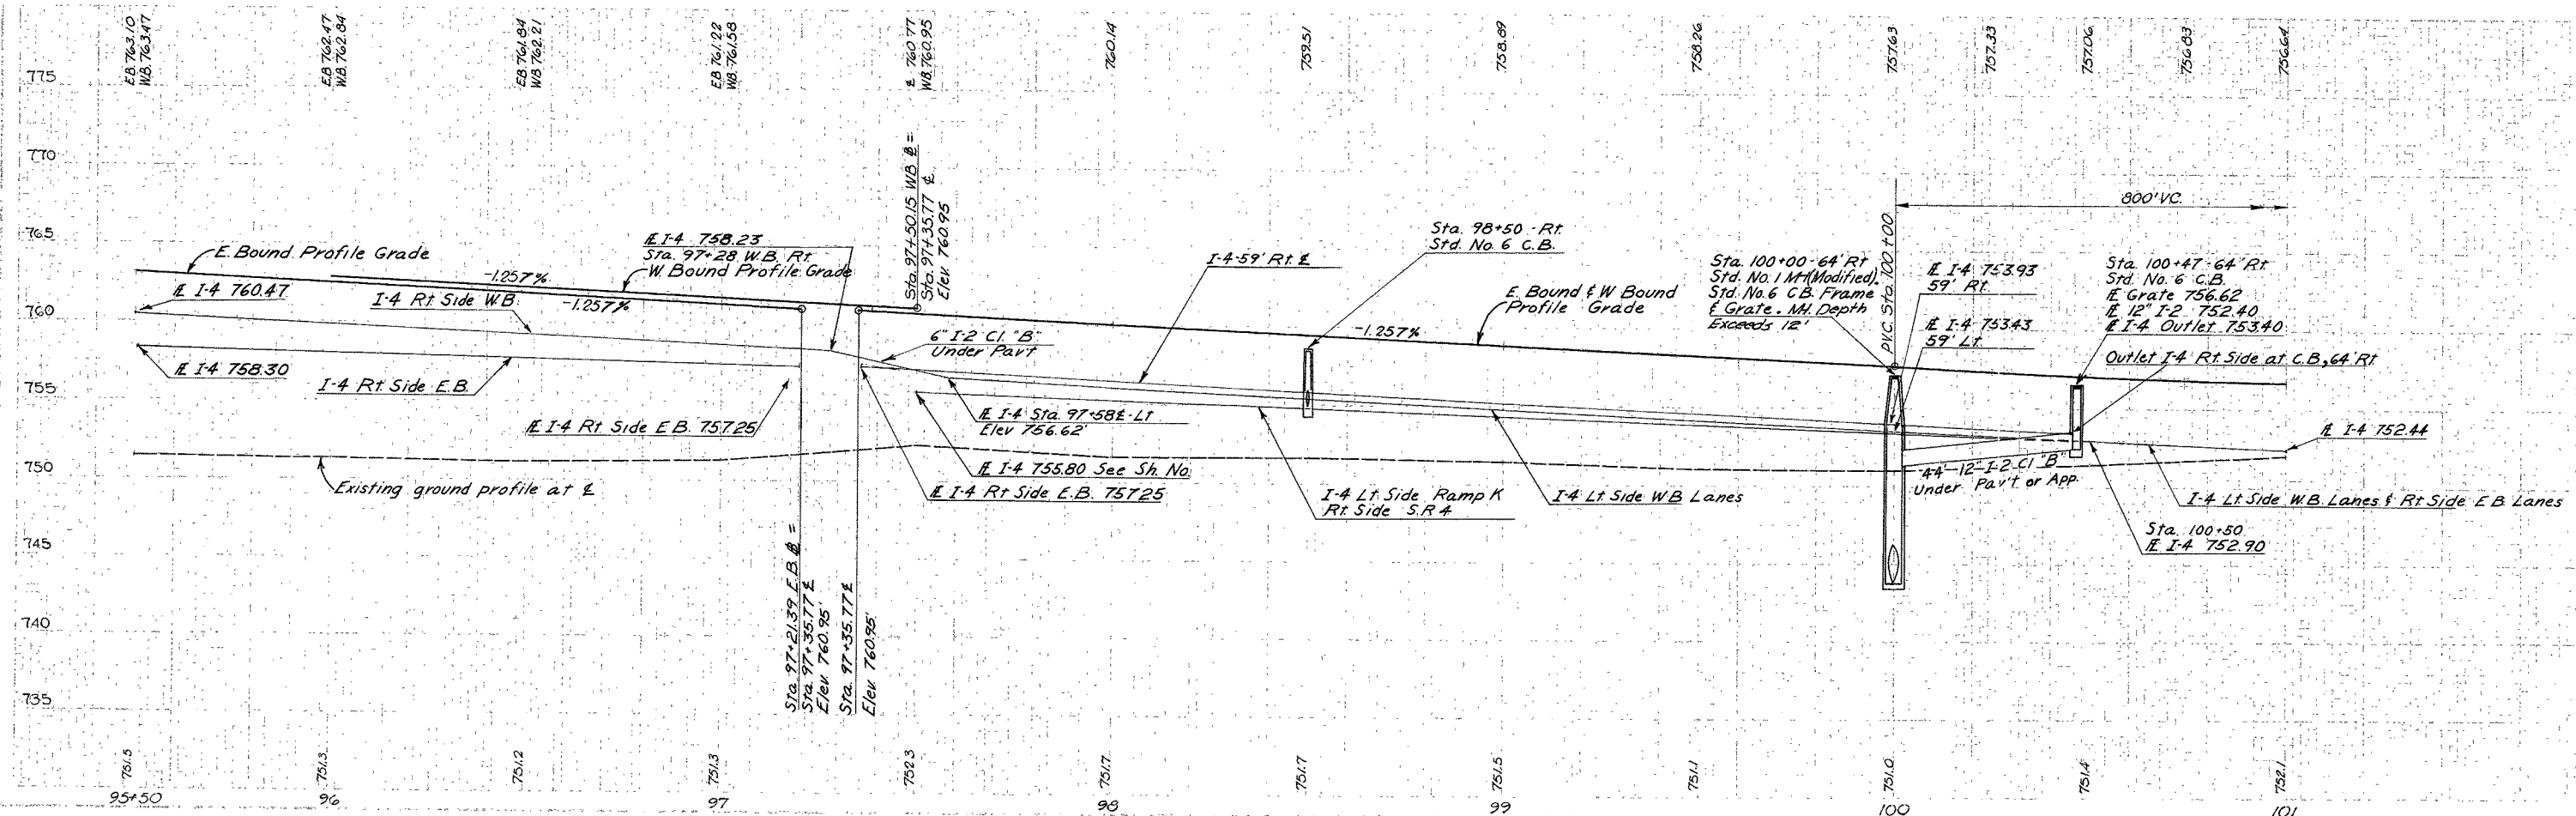 EB. 763.10
WB. 763.47
EB. 762.47
WB. 762.84
EB. 761.84
WB. 762.21
EB. 761.22
WB. 761.58
℄ 760.77
WB. 760.95
760.14
759.51
758.89
758.26
757.63
757.33
757.06
756.83
756.64
775
770
765
760
755
750
745
740
735
E. Bound Profile Grade
-1.257%
I-4 760.47
I-4 Rt Side W.B.
-1.257%
I-4 758.23
Sta. 97+28 W.B. Rt
W. Bound Profile Grade
I-4 758.30
I-4 Rt Side E.B.
I-4 Rt Side E.B. 757.25
Existing ground profile at ℄
Sta. 97+50.15 WB =
Sta. 97+35.77 ℄
Elev. 760.95
6" I-2 Cl. "B"
Under Pav't
I-4 Sta. 97+58 ℄-Lt
Elev 756.62'
I-4 755.80 See Sh. No.
I-4 Rt Side E.B. 757.25
Sta. 97+21.39 E.B. =
Sta. 97+35.77 ℄
Elev. 760.95'
Sta. 97+35.77 ℄
Elev. 760.95'
I-4-59' Rt. ℄
Sta. 98+50 - Rt.
Std. No. 6 C.B.
E. Bound & W Bound
Profile Grade
-1.257%
I-4 Lt Side Ramp K
Rt Side S.R 4
I-4 Lt Side WB Lanes
Sta. 100+00-64' Rt
Std. No. 1 MH(Modified).
Std. No. 6 C.B. Frame
& Grate. MH. Depth
Exceeds 12'
P.V.C. Sta. 100+00
800' V.C.
I-4 753.93
59' Rt
I-4 753.43
59' Lt
Sta. 100+47-64' Rt
Std. No. 6 C.B.
Grate 756.62
12" I-2 752.40
I-4 Outlet 753.40
Outlet I-4 Rt Side at C.B., 64' Rt
44'-12" I-2 Cl "B"
Under Pav't or App.
I-4 752.44
I-4 Lt Side W.B. Lanes & Rt Side E B Lanes
Sta. 100+50
I-4 752.90
751.5
751.3
751.2
751.3
752.3
751.7
751.7
751.5
751.1
751.0
751.4
752.1
95+50
96
97
98
99
100
101